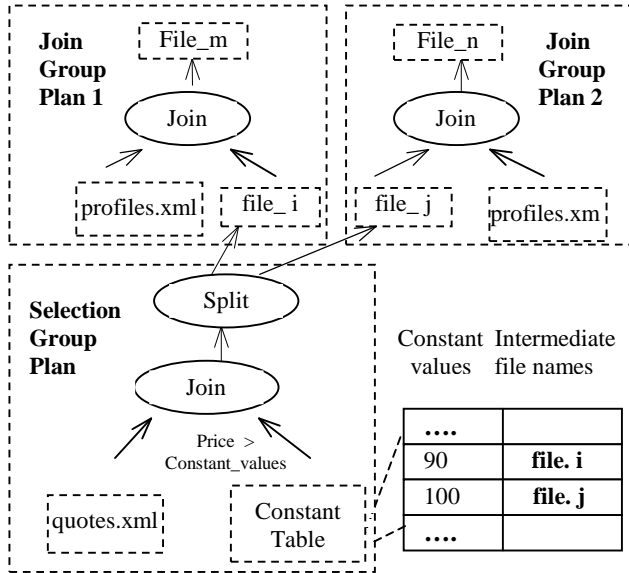 Join
Group
Plan 1
File_m
Join
profiles.xml
file_ i
File_n
Join
Group
Plan 2
Join
file_ j
profiles.xm
Selection
Group
Plan
Split
Join
Price >
Constant_values
quotes.xml
Constant
Table
Constant Intermediate
values file names
....
90 file. i
100 file. j
....